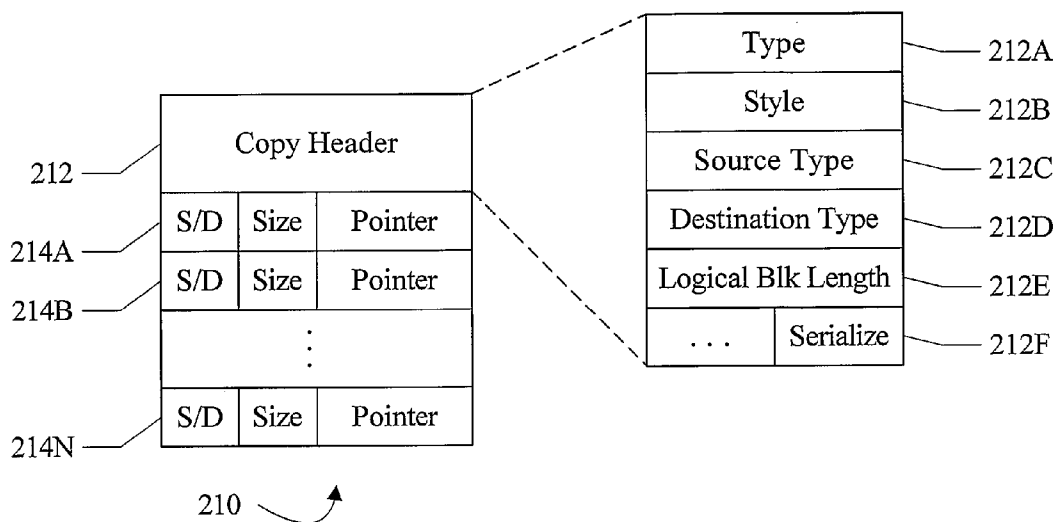 Copy Header
212
S/D Size Pointer
214A
S/D Size Pointer
214B
⋮
S/D Size Pointer
214N
210
Type
212A
Style
212B
Source Type
212C
Destination Type
212D
Logical Blk Length
212E
. . . Serialize
212F